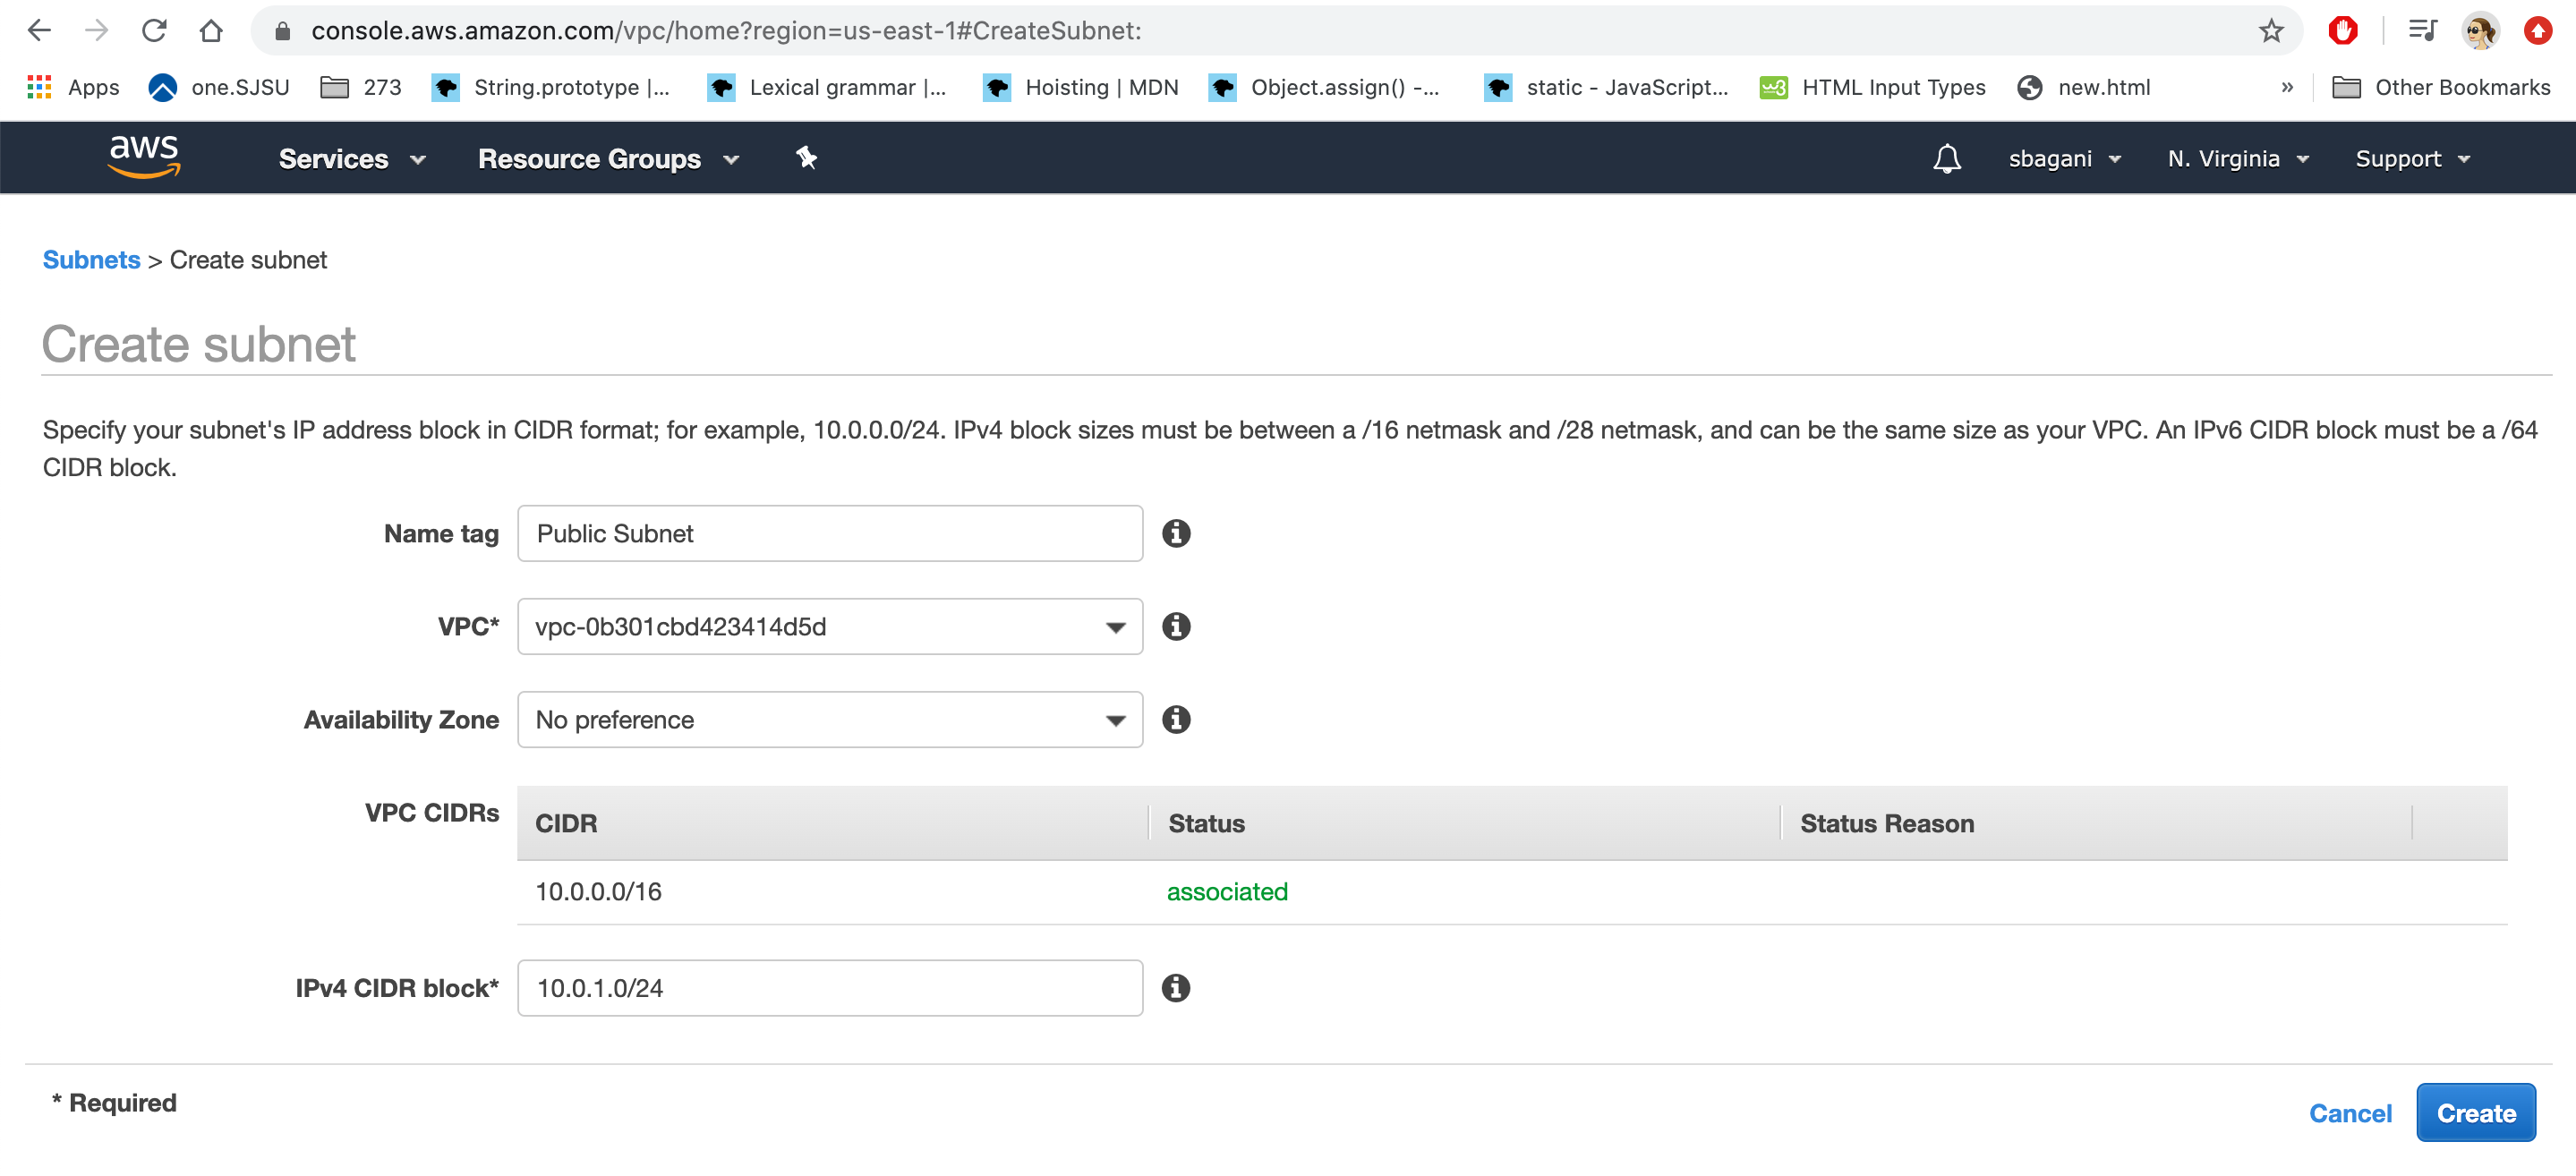 console.aws.amazon.com/vpc/home?region=us-east-1#CreateSubnet:
Apps one.SJSU 273 String.prototype |... Lexical grammar |... Hoisting | MDN Object.assign() -... static - JavaScript... w3 HTML Input Types new.html » Other Bookmarks
aws Services Resource Groups sbagani N. Virginia Support
Subnets > Create subnet
Create subnet
Specify your subnet's IP address block in CIDR format; for example, 10.0.0.0/24. IPv4 block sizes must be between a /16 netmask and /28 netmask, and can be the same size as your VPC. An IPv6 CIDR block must be a /64
CIDR block.
Name tag Public Subnet
VPC* vpc-0b301cbd423414d5d
Availability Zone No preference
VPC CIDRs CIDR Status Status Reason
10.0.0.0/16 associated
IPv4 CIDR block* 10.0.1.0/24
* Required
Cancel Create